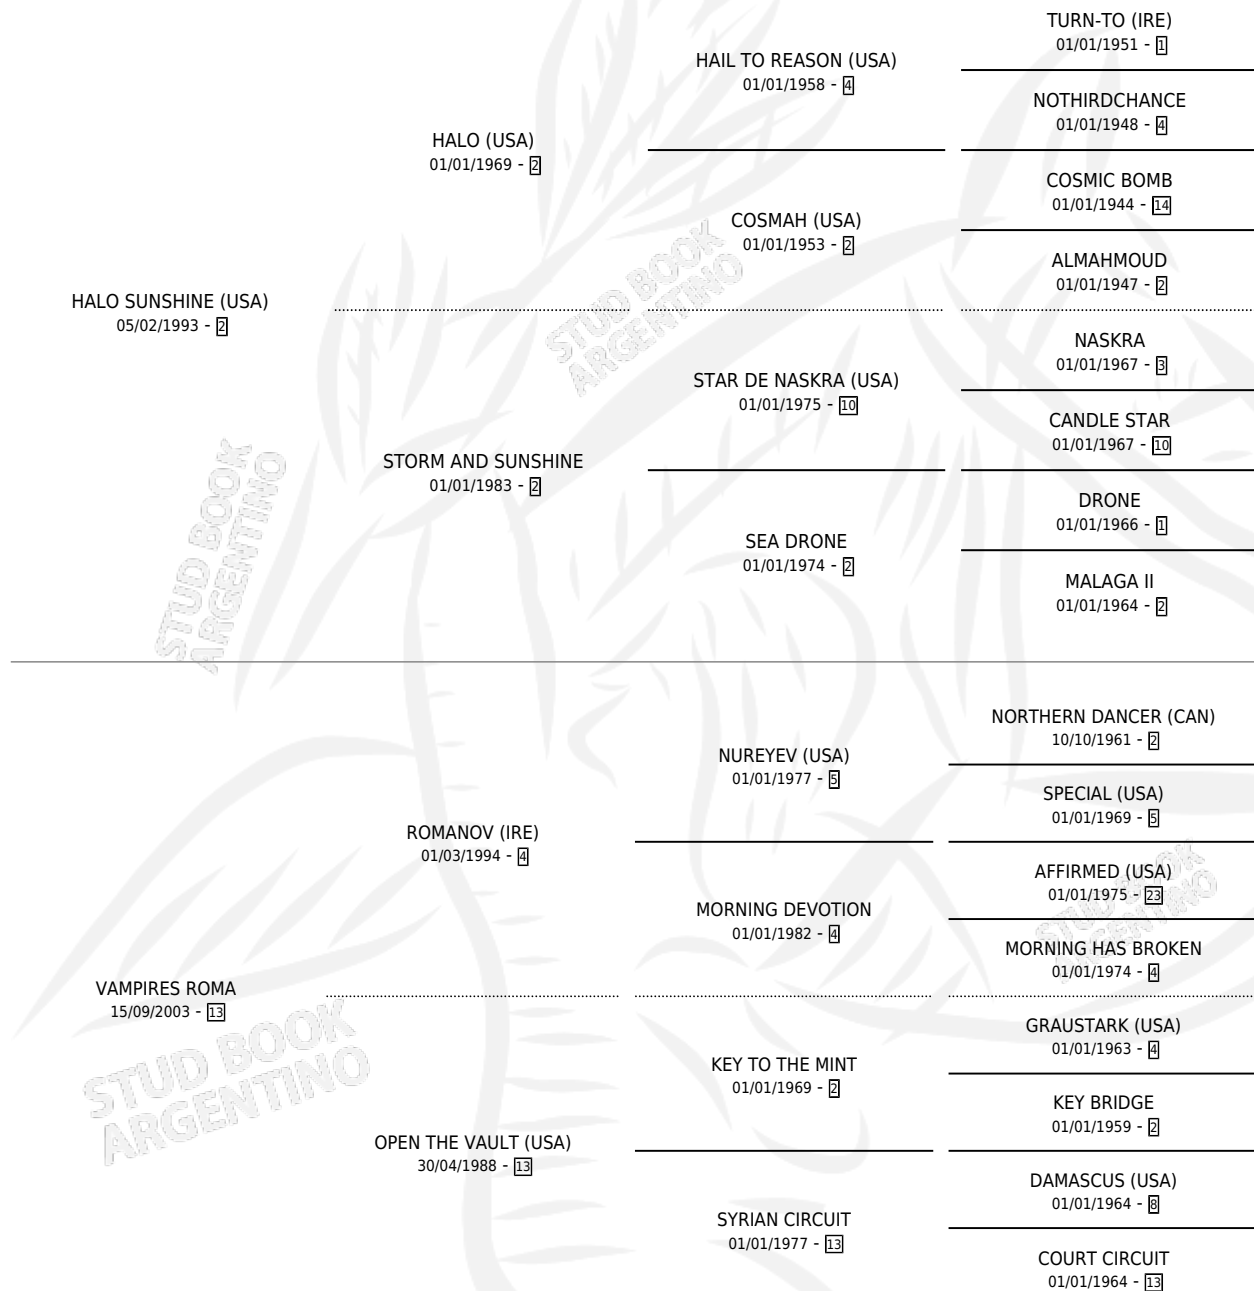 TURN-TO (IRE)
01/01/1951 - 1
HAIL TO REASON (USA)
01/01/1958 - 4
NOTHIRDCHANCE
01/01/1948 - 4
HALO (USA)
01/01/1969 - 2
COSMIC BOMB
01/01/1944 - 14
COSMAH (USA)
01/01/1953 - 2
ALMAHMOUD
01/01/1947 - 2
HALO SUNSHINE (USA)
05/02/1993 - 2
NASKRA
01/01/1967 - 3
STAR DE NASKRA (USA)
01/01/1975 - 10
CANDLE STAR
01/01/1967 - 10
STORM AND SUNSHINE
01/01/1983 - 2
DRONE
01/01/1966 - 1
SEA DRONE
01/01/1974 - 2
MALAGA II
01/01/1964 - 2
STUD BOOK
ARGENTINO
STUD BOOK
ARGENTINO
NORTHERN DANCER (CAN)
10/10/1961 - 2
NUREYEV (USA)
01/01/1977 - 5
SPECIAL (USA)
01/01/1969 - 5
ROMANOV (IRE)
01/03/1994 - 4
AFFIRMED (USA)
01/01/1975 - 23
MORNING DEVOTION
01/01/1982 - 4
MORNING HAS BROKEN
01/01/1974 - 4
VAMPIRES ROMA
15/09/2003 - 13
GRAUSTARK (USA)
01/01/1963 - 4
KEY TO THE MINT
01/01/1969 - 2
KEY BRIDGE
01/01/1959 - 2
OPEN THE VAULT (USA)
30/04/1988 - 13
DAMASCUS (USA)
01/01/1964 - 8
SYRIAN CIRCUIT
01/01/1977 - 13
COURT CIRCUIT
01/01/1964 - 13
STUD BOOK
ARGENTINO
STUD BOOK
ARGENTINO